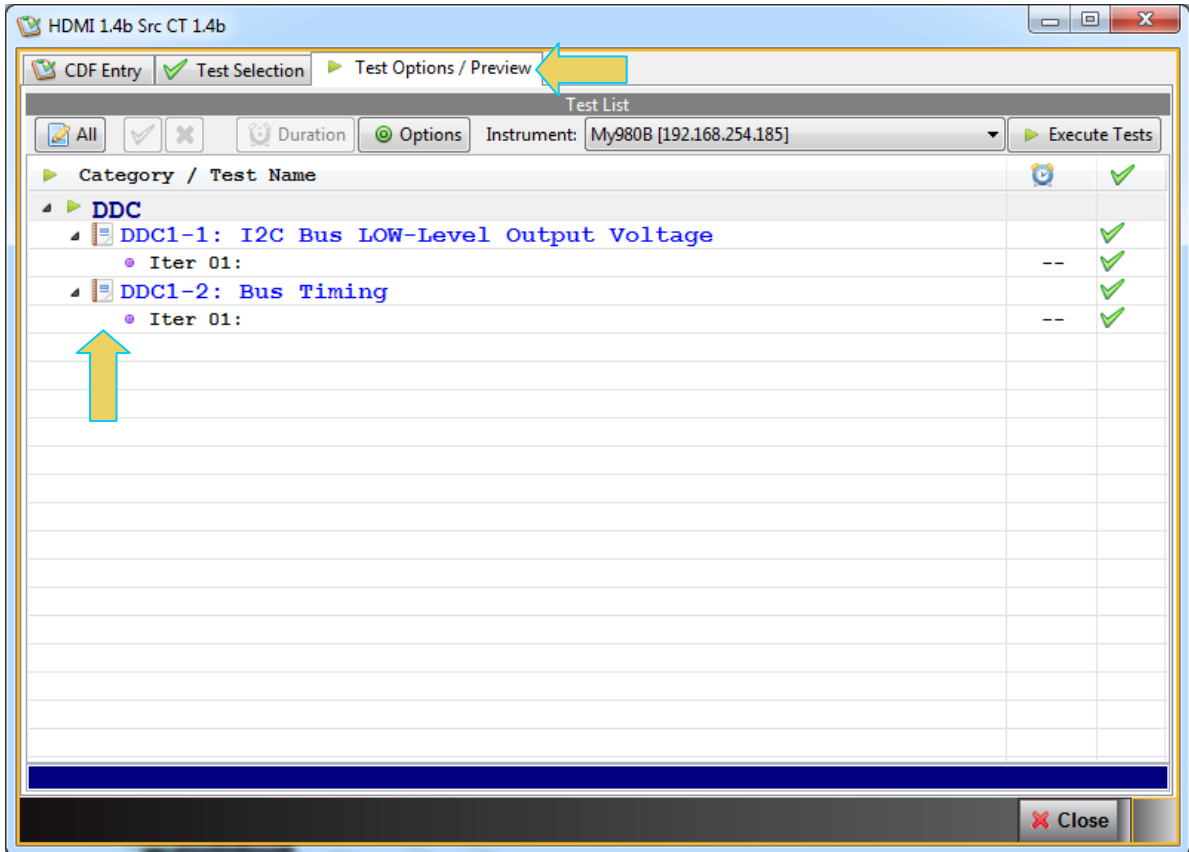 HDMI 1.4b Src CT 1.4b
CDF Entry Test Selection Test Options / Preview
Test List
All Duration Options Instrument: My980B [192.168.254.185] Execute Tests
Category / Test Name
DDC
DDC1-1: I2C Bus LOW-Level Output Voltage
Iter 01: --
DDC1-2: Bus Timing
Iter 01: --
Close